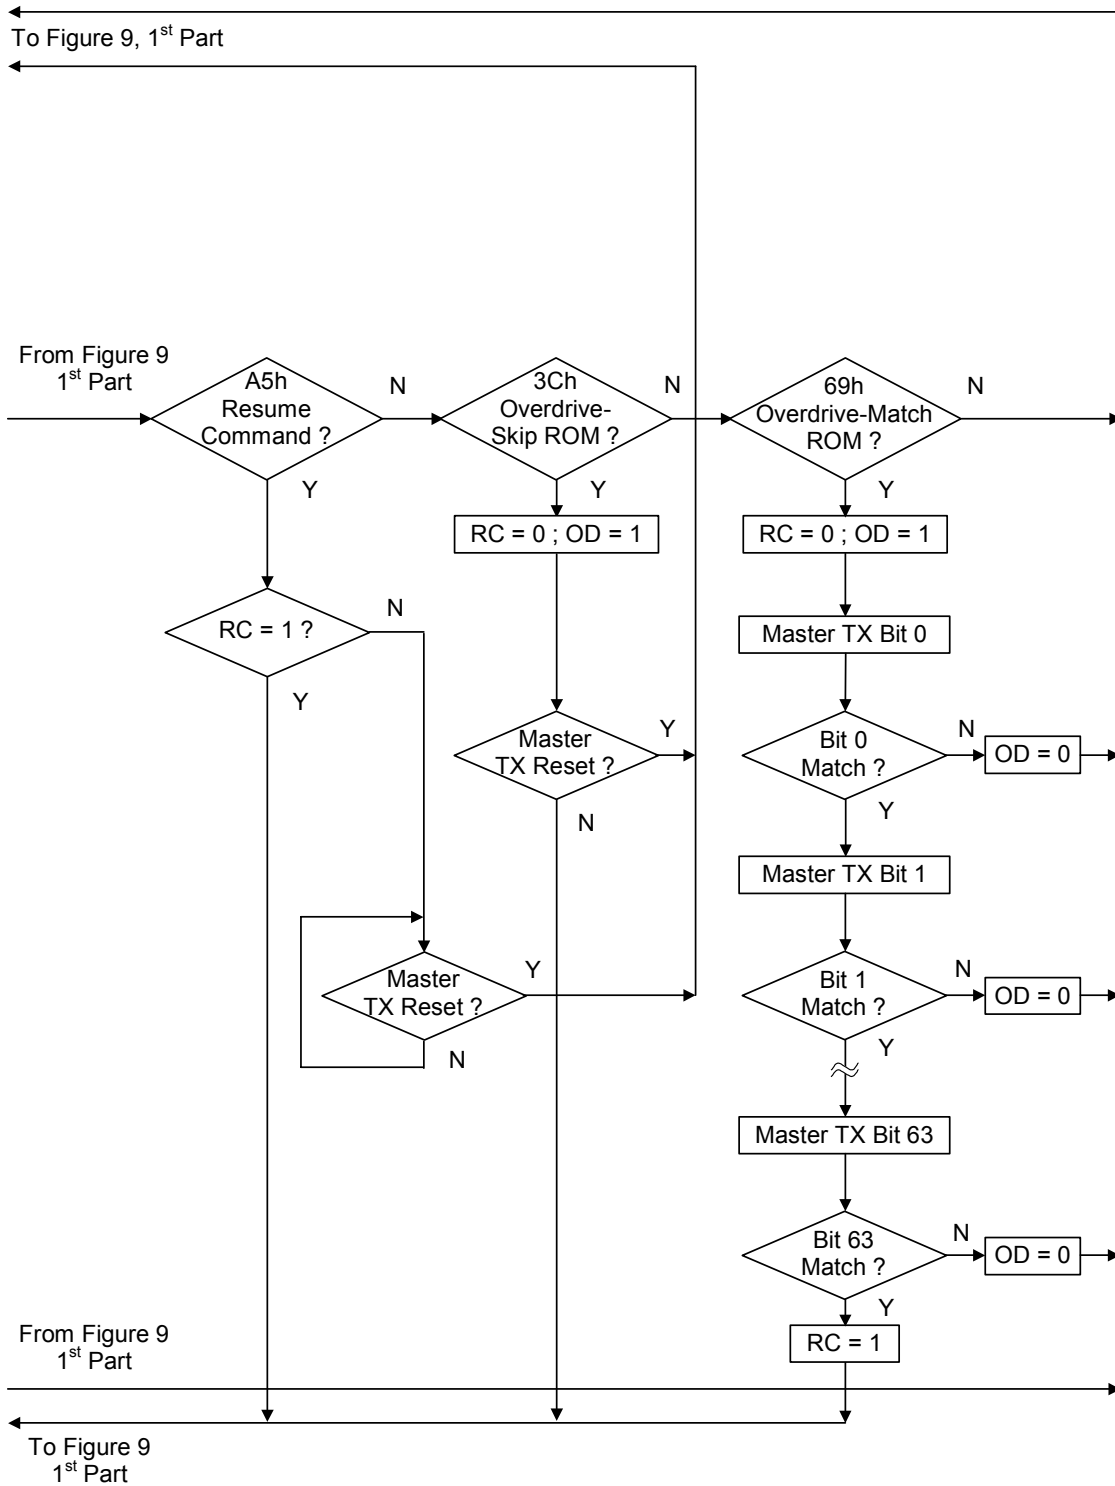 To Figure 9, 1st Part
From Figure 9
1st Part
A5h
Resume
Command ?
N
Y
3Ch
Overdrive-
Skip ROM ?
N
Y
69h
Overdrive-Match
ROM ?
N
Y
RC = 0 ; OD = 1
RC = 0 ; OD = 1
RC = 1 ?
N
Y
Master TX Bit 0
Master
TX Reset ?
Y
N
Bit 0
Match ?
N
OD = 0
Y
Master TX Bit 1
Master
TX Reset ?
Y
N
Bit 1
Match ?
N
OD = 0
Y
Master TX Bit 63
Bit 63
Match ?
N
OD = 0
Y
RC = 1
From Figure 9
1st Part
To Figure 9
1st Part